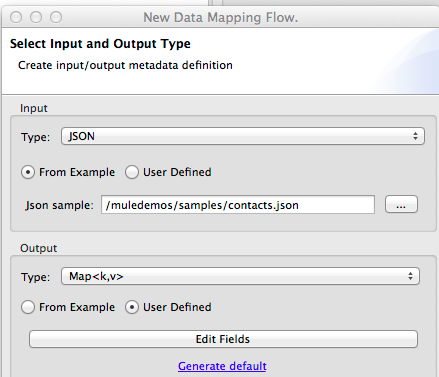 New Data Mapping Flow.
Select Input and Output Type
Create input/output metadata definition
Input
Type: JSON
From Example User Defined
Json sample: /muledemos/samples/contacts.json ...
Output
Type: Map<k,v>
From Example User Defined
Edit Fields
Generate default